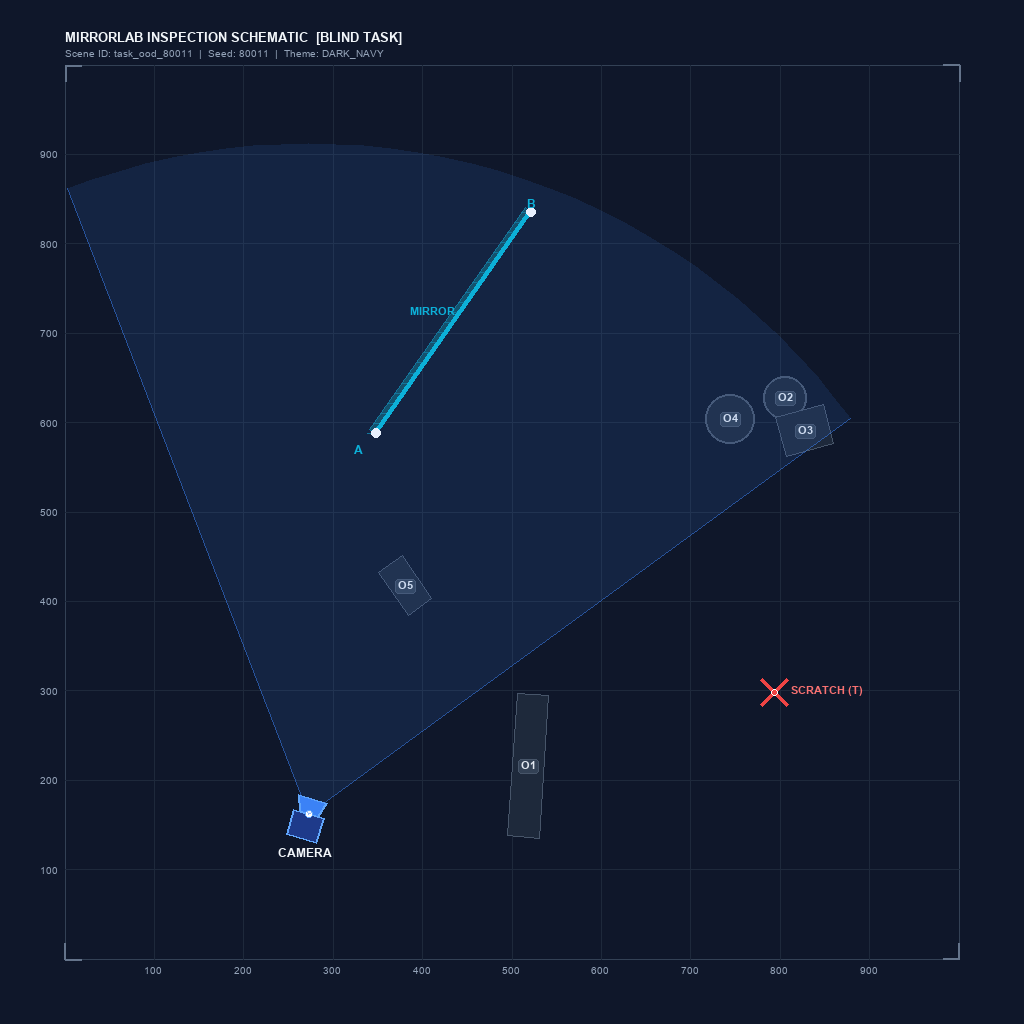 MIRRORLAB INSPECTION SCHEMATIC  [BLIND TASK]
Scene ID: task_ood_80011  |  Seed: 80011  |  Theme: DARK_NAVY
900
800
700
600
500
400
300
200
100
B
MIRROR
A
O2
O4
O3
O5
SCRATCH (T)
O1
CAMERA
100 200 300 400 500 600 700 800 900